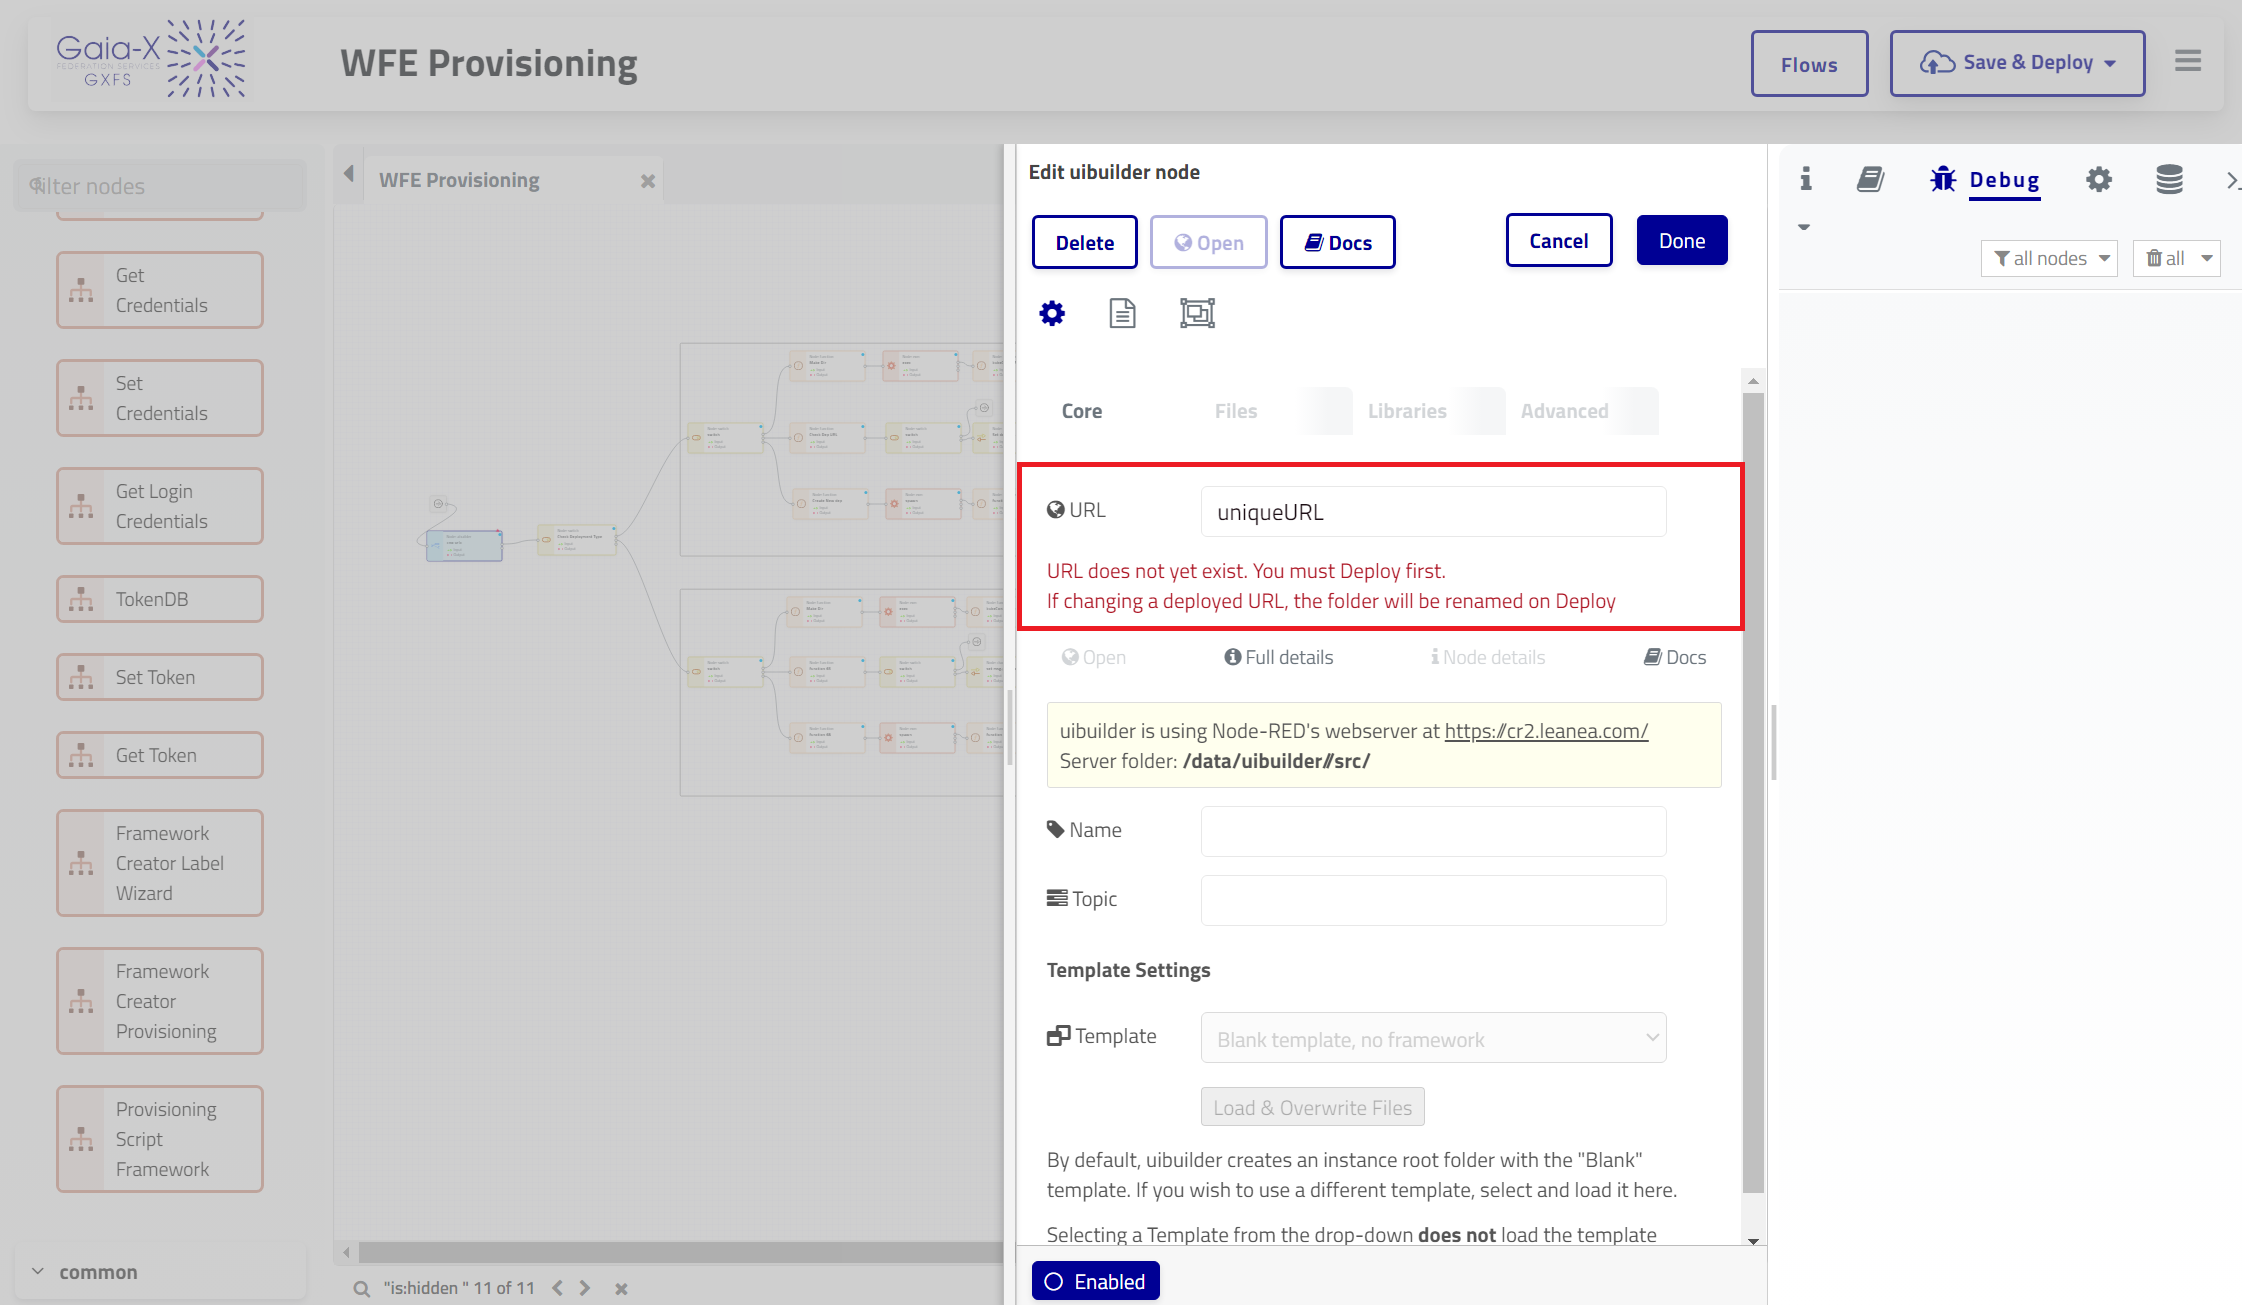 Gaia-X
FEDERATION SERVICES
GXFS
WFE Provisioning
Flows
Save & Deploy
filter nodes
Get
Credentials
Set
Credentials
Get Login
Credentials
TokenDB
Set Token
Get Token
Framework
Creator Label
Wizard
Framework
Creator
Provisioning
Provisioning
Script
Framework
common
WFE Provisioning
"is:hidden " 11 of 11
Edit uibuilder node
Delete
Open
Docs
Cancel
Done
Core
Files
Libraries
Advanced
URL
uniqueURL
URL does not yet exist. You must Deploy first.
If changing a deployed URL, the folder will be renamed on Deploy
Open
Full details
Node details
Docs
uibuilder is using Node-RED's webserver at https://cr2.leanea.com/
Server folder: /data/uibuilder//src/
Name
Topic
Template Settings
Template
Blank template, no framework
Load & Overwrite Files
By default, uibuilder creates an instance root folder with the "Blank"
template. If you wish to use a different template, select and load it here.
Selecting a Template from the drop-down does not load the template
Enabled
Debug
all nodes
all